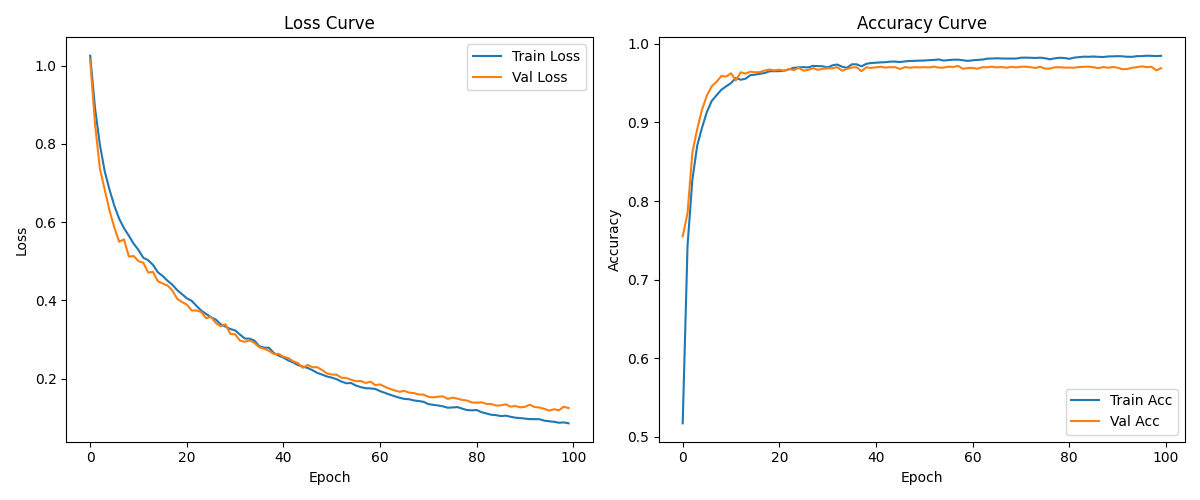 Loss Curve
1.0
0.8
0.6
0.4
0.2
Loss
0
20
40
60
80
100
Epoch
Train Loss
Val Loss
Accuracy Curve
1.0
0.9
0.8
0.7
0.6
0.5
Accuracy
0
20
40
60
80
100
Epoch
Train Acc
Val Acc